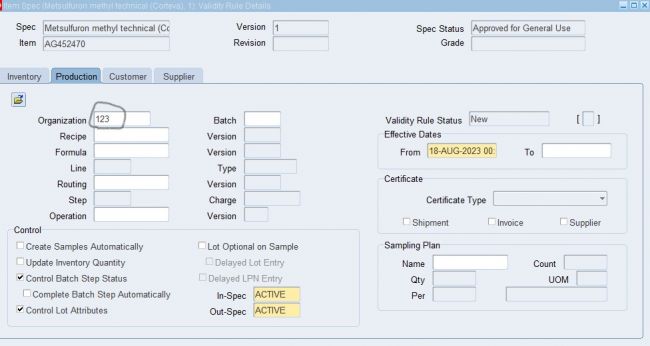 Item Spec (Metsulfuron methyl technical (Corteva), 1): Validity Rule Details
Spec Metsulfuron methyl technical (Co Version 1 Spec Status Approved for General Use
Item AG452470 Revision Grade
Inventory Production Customer Supplier
Organization 123 Batch Validity Rule Status New [ ]
Recipe Version Effective Dates
Formula Version From 18-AUG-2023 00: To
Line Type
Routing Version Certificate
Step Charge Certificate Type
Operation Version Shipment Invoice Supplier
Control
Create Samples Automatically Lot Optional on Sample Sampling Plan
Update Inventory Quantity Delayed Lot Entry Name Count
Control Batch Step Status Delayed LPN Entry Qty UOM
Complete Batch Step Automatically In-Spec ACTIVE Per
Control Lot Attributes Out-Spec ACTIVE